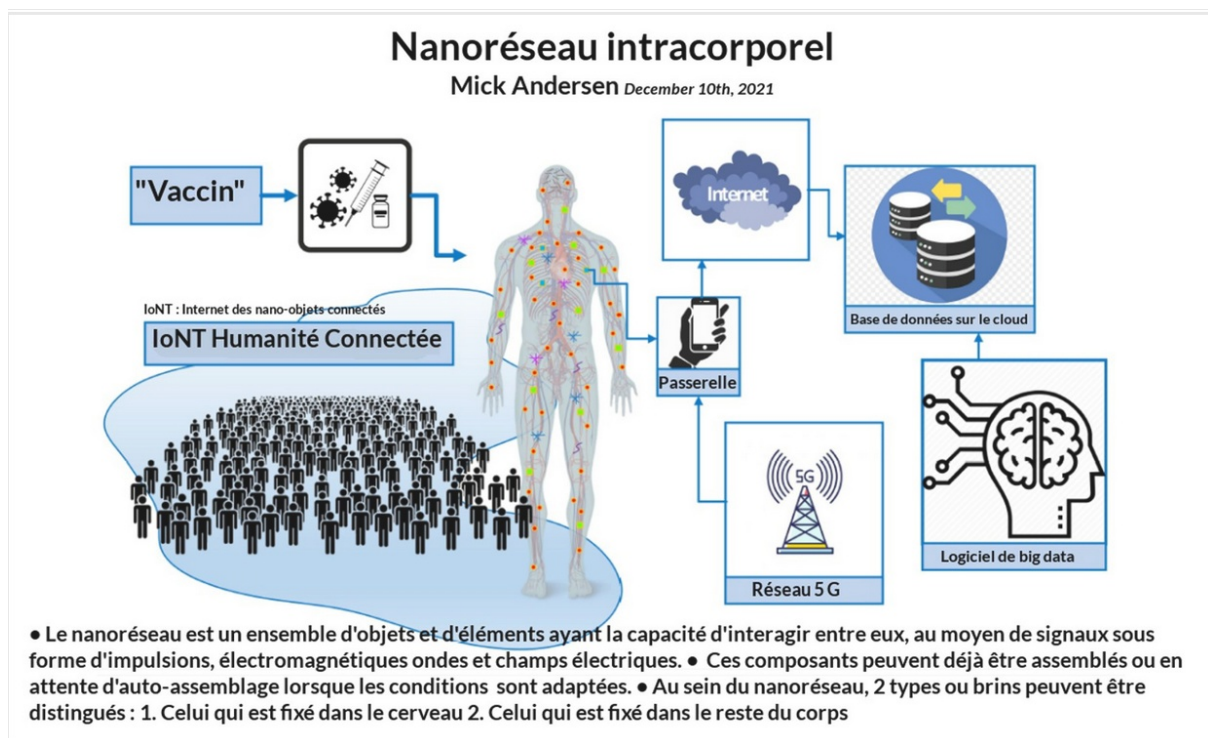 Nanoréseau intracorporel
Mick Andersen December 10th, 2021
"Vaccin"
Internet
Base de données sur le cloud
IoNT : Internet des nano-objets connectés
IoNT Humanité Connectée
Passerelle
5G
Réseau 5 G
Logiciel de big data
● Le nanoréseau est un ensemble d'objets et d'éléments ayant la capacité d'interagir entre eux, au moyen de signaux sous
forme d'impulsions, électromagnétiques ondes et champs électriques. ● Ces composants peuvent déjà être assemblés ou en
attente d'auto-assemblage lorsque les conditions sont adaptées. ● Au sein du nanoréseau, 2 types ou brins peuvent être
distingués : 1. Celui qui est fixé dans le cerveau 2. Celui qui est fixé dans le reste du corps